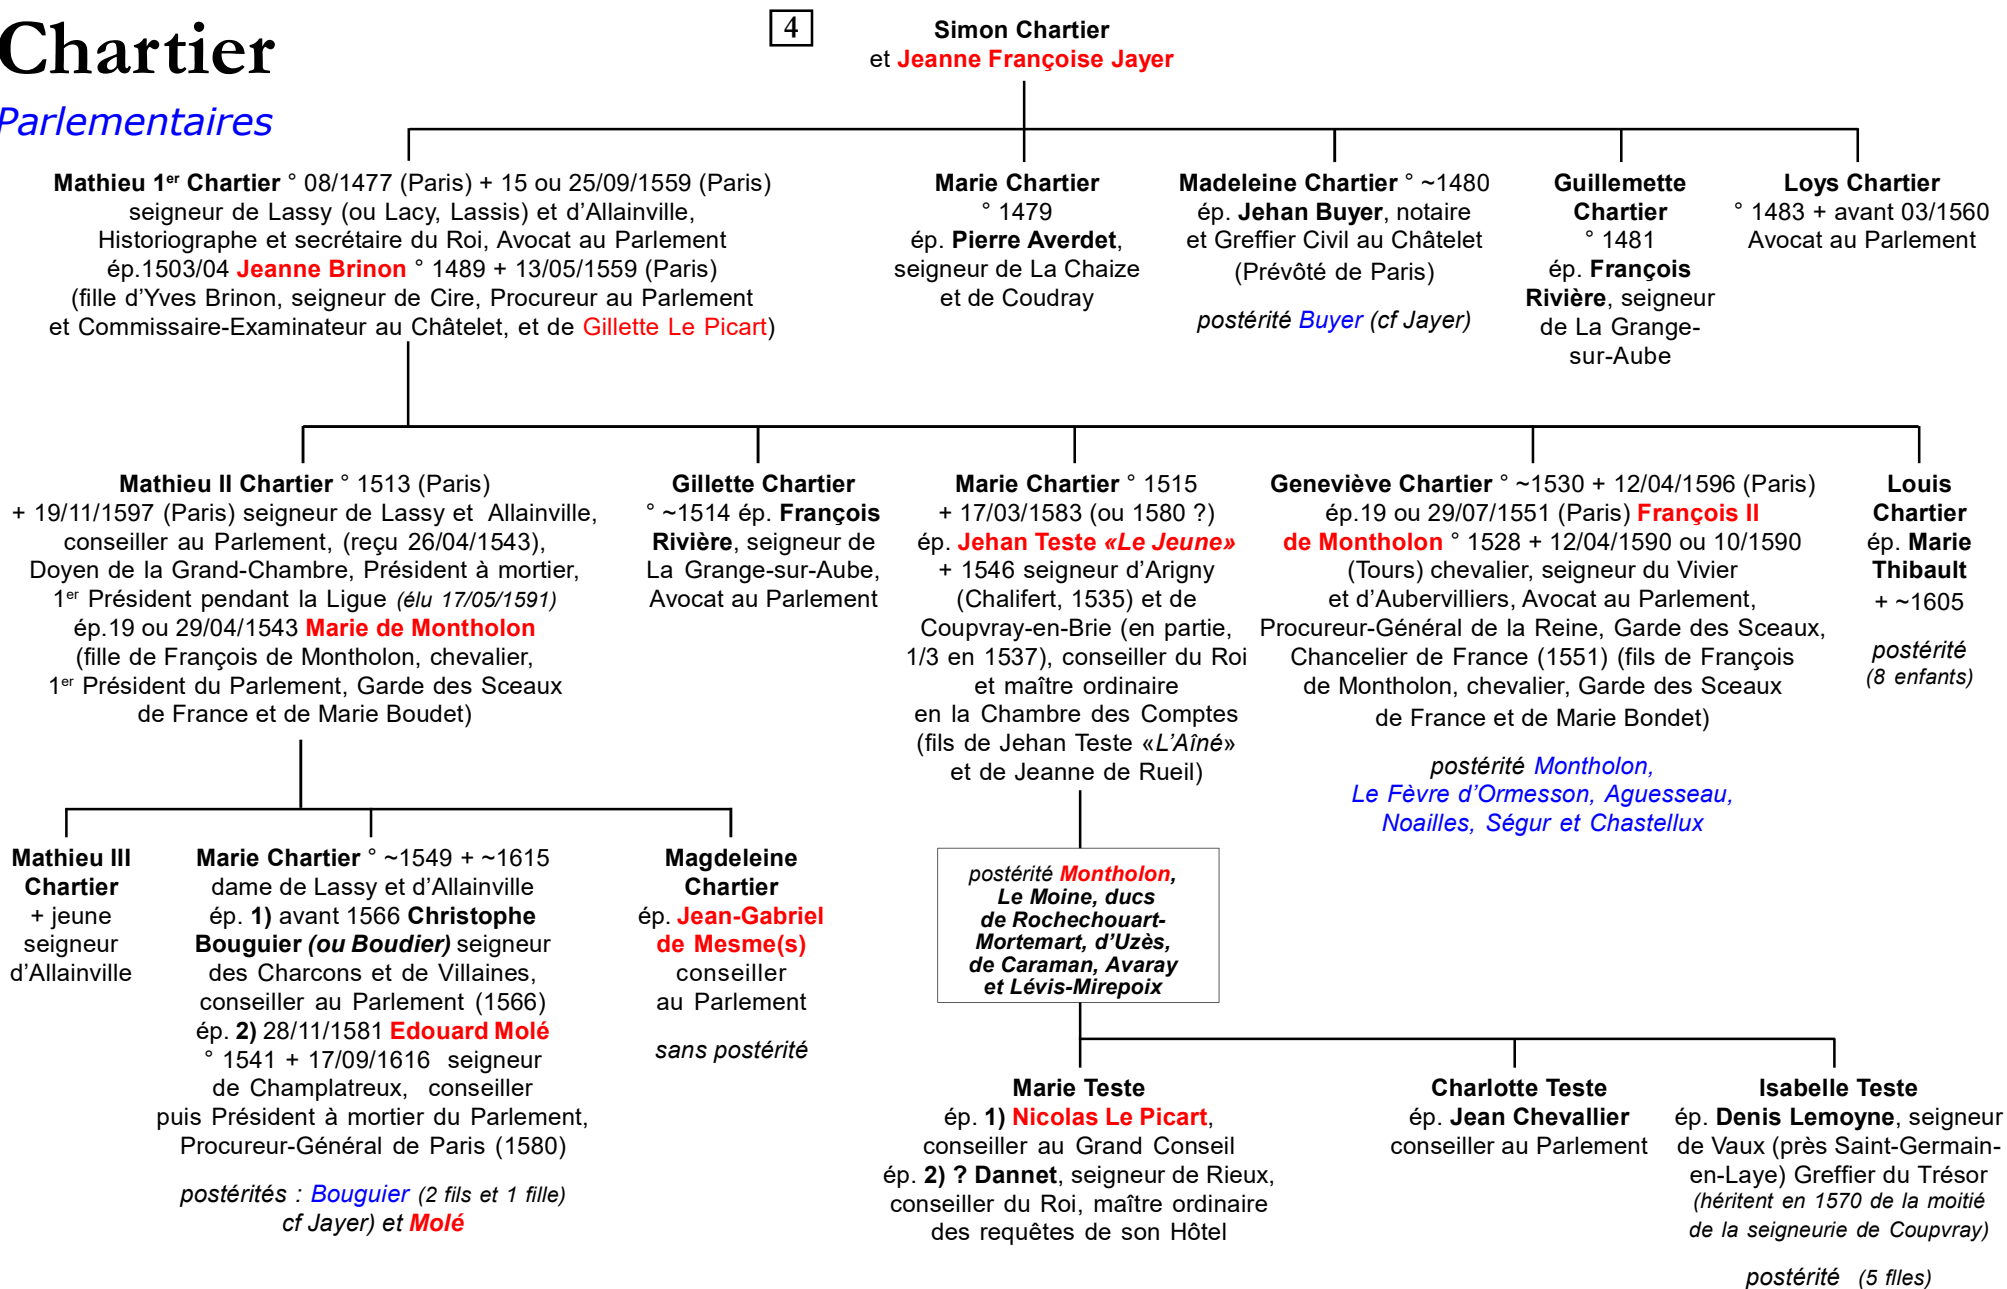 Chartier
Parlementaires
4
Simon Chartier
et Jeanne Françoise Jayer
Mathieu 1er Chartier ° 08/1477 (Paris) + 15 ou 25/09/1559 (Paris)
seigneur de Lassy (ou Lacy, Lassis) et d’Allainville,
Historiographe et secrétaire du Roi, Avocat au Parlement
ép.1503/04 Jeanne Brinon ° 1489 + 13/05/1559 (Paris)
(fille d’Yves Brinon, seigneur de Cire, Procureur au Parlement
et Commissaire-Examinateur au Châtelet, et de Gillette Le Picart)
Marie Chartier
° 1479
ép. Pierre Averdet,
seigneur de La Chaize
et de Coudray
Madeleine Chartier ° ~1480
ép. Jehan Buyer, notaire
et Greffier Civil au Châtelet
(Prévôté de Paris)
postérité Buyer (cf Jayer)
Guillemette
Chartier
° 1481
ép. François
Rivière, seigneur
de La Grange-
sur-Aube
Loys Chartier
° 1483 + avant 03/1560
Avocat au Parlement
Mathieu II Chartier ° 1513 (Paris)
+ 19/11/1597 (Paris) seigneur de Lassy et Allainville,
conseiller au Parlement, (reçu 26/04/1543),
Doyen de la Grand-Chambre, Président à mortier,
1er Président pendant la Ligue (élu 17/05/1591)
ép.19 ou 29/04/1543 Marie de Montholon
(fille de François de Montholon, chevalier,
1er Président du Parlement, Garde des Sceaux
de France et de Marie Boudet)
Gillette Chartier
° ~1514 ép. François
Rivière, seigneur de
La Grange-sur-Aube,
Avocat au Parlement
Marie Chartier ° 1515
+ 17/03/1583 (ou 1580 ?)
ép. Jehan Teste «Le Jeune»
+ 1546 seigneur d’Arigny
(Chalifert, 1535) et de
Coupvray-en-Brie (en partie,
1/3 en 1537), conseiller du Roi
et maître ordinaire
en la Chambre des Comptes
(fils de Jehan Teste «L’Aîné»
et de Jeanne de Rueil)
Geneviève Chartier ° ~1530 + 12/04/1596 (Paris)
ép.19 ou 29/07/1551 (Paris) François II
de Montholon ° 1528 + 12/04/1590 ou 10/1590
(Tours) chevalier, seigneur du Vivier
et d’Aubervilliers, Avocat au Parlement,
Procureur-Général de la Reine, Garde des Sceaux,
Chancelier de France (1551) (fils de François
de Montholon, chevalier, Garde des Sceaux
de France et de Marie Bondet)
postérité Montholon,
Le Fèvre d’Ormesson, Aguesseau,
Noailles, Ségur et Chastellux
Louis
Chartier
ép. Marie
Thibault
+ ~1605
postérité
(8 enfants)
Mathieu III
Chartier
+ jeune
seigneur
d’Allainville
Marie Chartier ° ~1549 + ~1615
dame de Lassy et d’Allainville
ép. 1) avant 1566 Christophe
Bouguier (ou Boudier) seigneur
des Charcons et de Villaines,
conseiller au Parlement (1566)
ép. 2) 28/11/1581 Edouard Molé
° 1541 + 17/09/1616 seigneur
de Champlatreux, conseiller
puis Président à mortier du Parlement,
Procureur-Général de Paris (1580)
postérités : Bouguier (2 fils et 1 fille)
cf Jayer) et Molé
Magdeleine
Chartier
ép. Jean-Gabriel
de Mesme(s)
conseiller
au Parlement
sans postérité
postérité Montholon,
Le Moine, ducs
de Rochechouart-
Mortemart, d’Uzès,
de Caraman, Avaray
et Lévis-Mirepoix
Marie Teste
ép. 1) Nicolas Le Picart,
conseiller au Grand Conseil
ép. 2) ? Dannet, seigneur de Rieux,
conseiller du Roi, maître ordinaire
des requêtes de son Hôtel
Charlotte Teste
ép. Jean Chevallier
conseiller au Parlement
Isabelle Teste
ép. Denis Lemoyne, seigneur
de Vaux (près Saint-Germain-
en-Laye) Greffier du Trésor
(héritent en 1570 de la moitié
de la seigneurie de Coupvray)
postérité (5 flles)